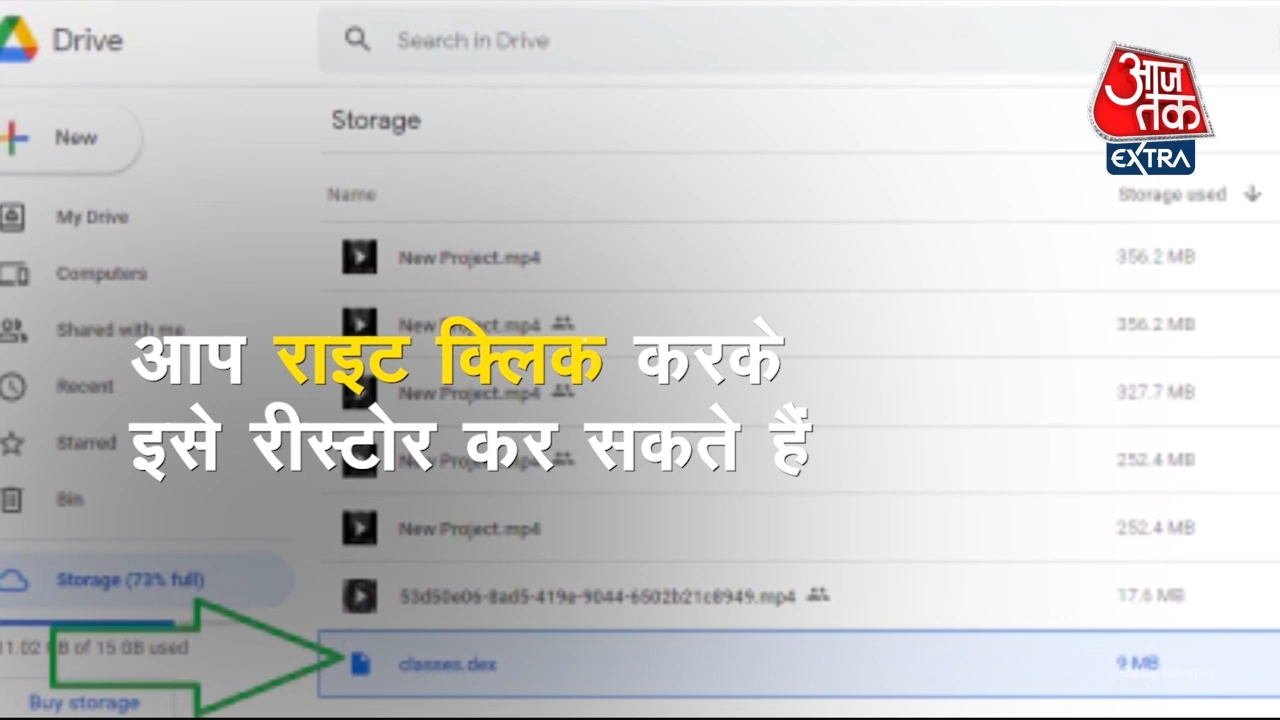 Drive
Search in Drive
आज
तक
EXTRA
New
Storage
Name
Storage used
My Drive
New Project.mp4
356.2 MB
Computers
Shared with me
New Project.mp4
356.2 MB
आप राइट क्लिक करके
Recent
New Project.mp4
327.7 MB
इसे रीस्टोर कर सकते हैं
Starred
New Project.mp4
252.4 MB
Bin
New Project.mp4
252.4 MB
Storage (73% full)
53d50e06-8ad5-419e-9044-6502b21c8949.mp4
17.6 MB
11.02 GB of 15 GB used
classes.dex
9 MB
Buy storage